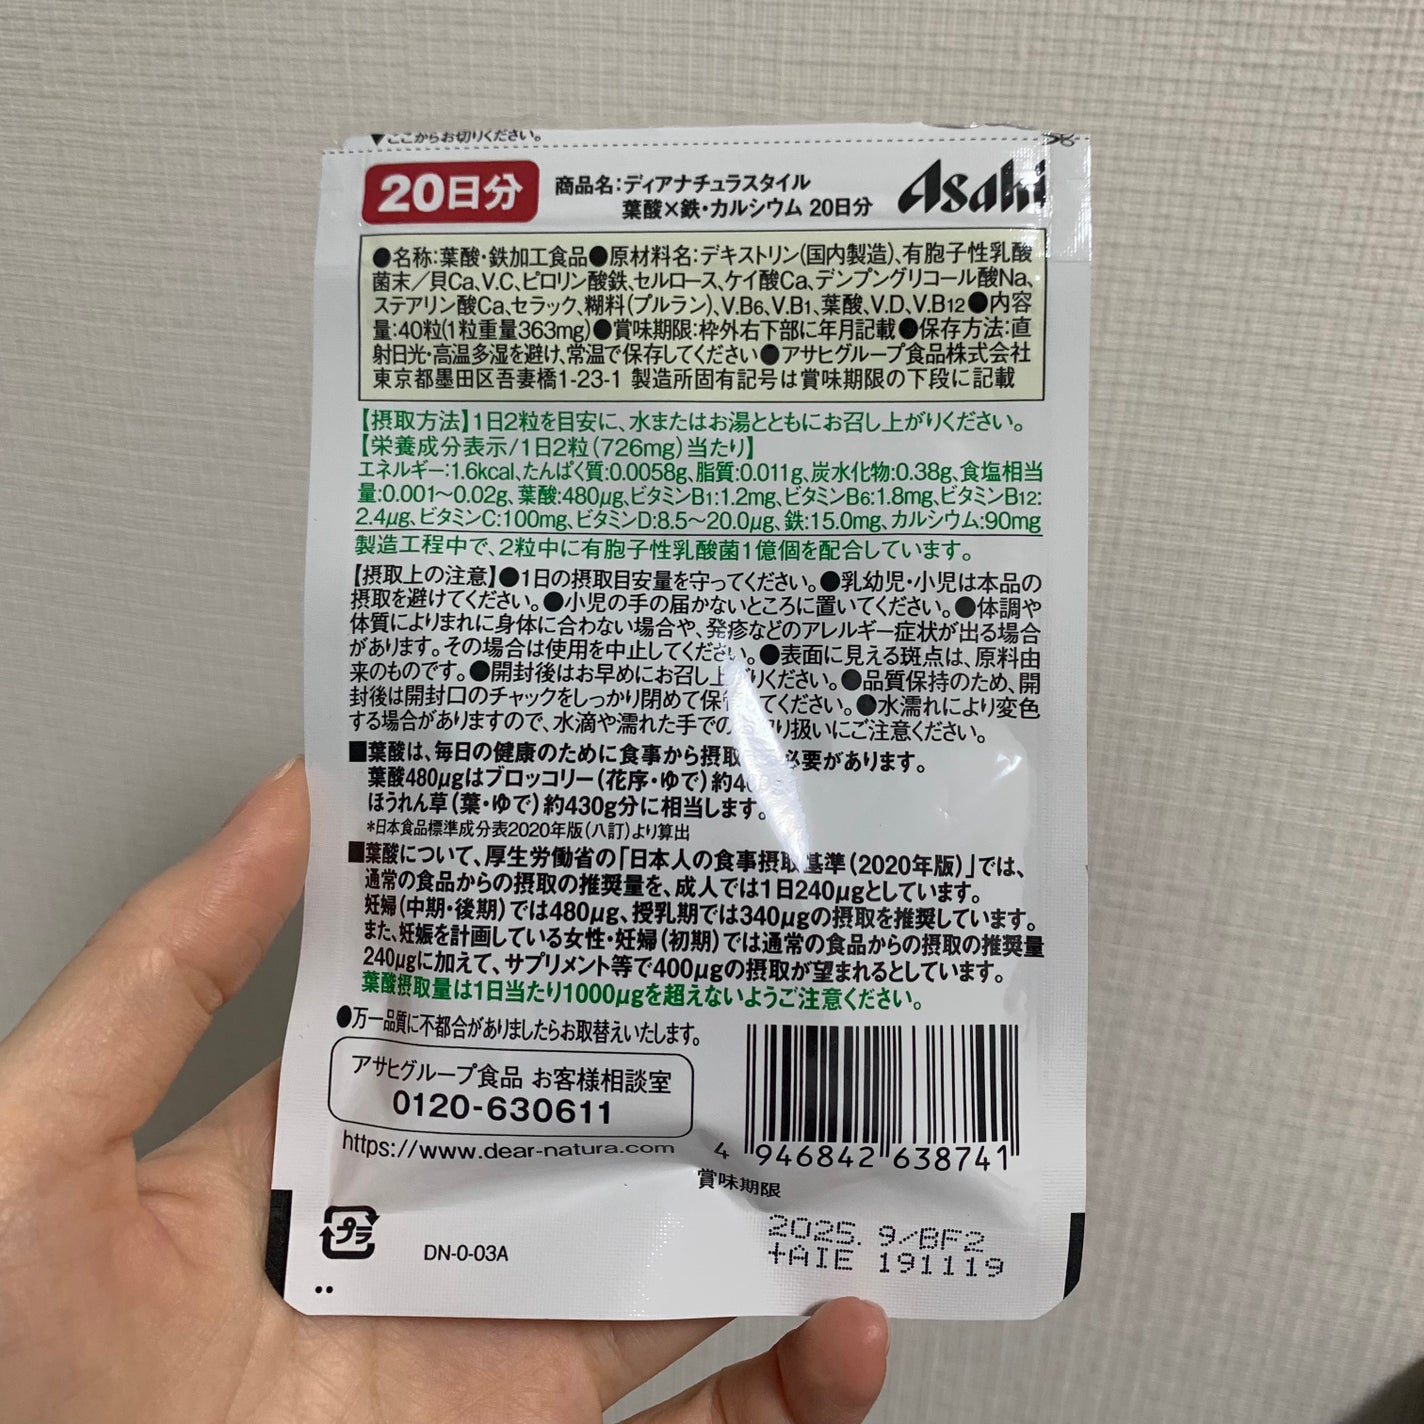 ▼ここからお切りください。
20日分
商品名:ディアナチュラスタイル
葉酸×鉄・カルシウム 20日分
Asahi
●名称:葉酸・鉄加工食品●原材料名:デキストリン(国内製造)、有胞子性乳酸
菌末/貝Ca、V.C、ピロリン酸鉄、セルロース、ケイ酸Ca、デンプングリコール酸Na、
ステアリン酸Ca、セラック、糊料(プルラン)、V.B6、V.B1、葉酸、V.D、V.B12●内容
量:40粒(1粒重量363mg)●賞味期限:枠外右下部に年月記載●保存方法:直
射日光・高温多湿を避け、常温で保存してください●アサヒグループ食品株式会社
東京都墨田区吾妻橋1-23-1 製造所固有記号は賞味期限の下段に記載
【摂取方法】1日2粒を目安に、水またはお湯とともにお召し上がりください。
【栄養成分表示/1日2粒(726mg)当たり】
エネルギー:1.6kcal、たんぱく質:0.0058g、脂質:0.011g、炭水化物:0.38g、食塩相当
量:0.001〜0.02g、葉酸:480μg、ビタミンB1:1.2mg、ビタミンB6:1.8mg、ビタミンB12:
2.4μg、ビタミンC:100mg、ビタミンD:8.5〜20.0μg、鉄:15.0mg、カルシウム:90mg
製造工程中で、2粒中に有胞子性乳酸菌1億個を配合しています。
【摂取上の注意】●1日の摂取目安量を守ってください。●乳幼児・小児は本品の
摂取を避けてください。●小児の手の届かないところに置いてください。●体調や
体質によりまれに身体に合わない場合や、発疹などのアレルギー症状が出る場合
があります。その場合は使用を中止してください。●表面に見える斑点は、原料由
来のものです。●開封後はお早めにお召し上がりください。●品質保持のため、開
封後は開封口のチャックをしっかり閉めて保管してください。●水濡れにより変色
する場合がありますので、水滴や濡れた手での取り扱いにご注意ください。
■葉酸は、毎日の健康のために食事から摂取 必要があります。
葉酸480μgはブロッコリー(花序・ゆで)約
ほうれん草(葉・ゆで)約430g分に相当します。
*日本食品標準成分表2020年版(八訂)より算出
■葉酸について、厚生労働省の「日本人の食事摂取基準(2020年版)」では、
通常の食品からの摂取の推奨量を、成人では1日240μgとしています。
妊婦(中期・後期)では480μg、授乳期では340μgの摂取を推奨しています。
また、妊娠を計画している女性・妊婦(初期)では通常の食品からの摂取の推奨量
240μgに加えて、サプリメント等で400μgの摂取が望まれるとしています。
葉酸摂取量は1日当たり1000μgを超えないようご注意ください。
●万一品質に不都合がありましたらお取替えいたします。
アサヒグループ食品 お客様相談室
0120-630611
https://www.dear-natura.com
4 946842 638741
賞味期限
2025. 9/BF2
+AIE 191119
プラ
DN-0-03A